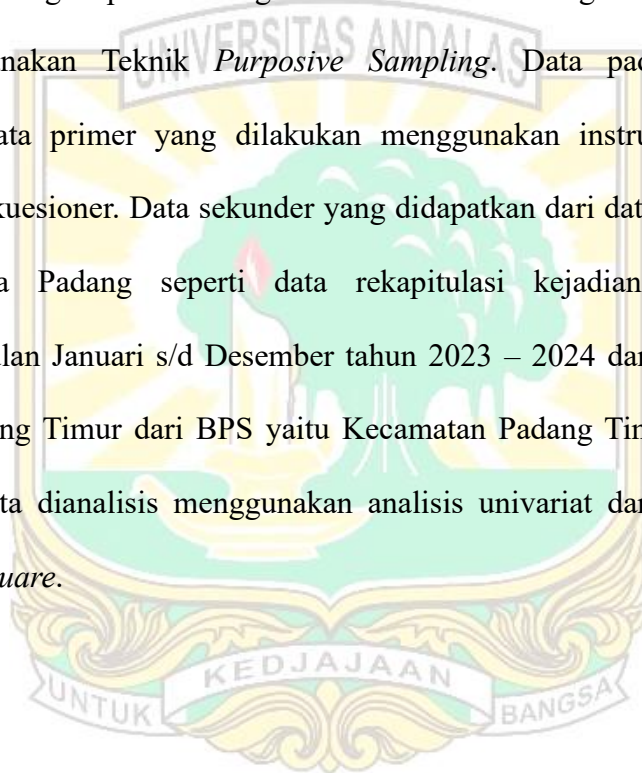 UNIVERSITAS ANDALAS
nakan Teknik Purposive Sampling. Data pad
ata primer yang dilakukan menggunakan instru
kuesioner. Data sekunder yang didapatkan dari dat
a Padang seperti data rekapitulasi kejadian
lan Januari s/d Desember tahun 2023 – 2024 dar
ng Timur dari BPS yaitu Kecamatan Padang Tim
ta dianalisis menggunakan analisis univariat dan
uare.
UNTUK KEDJAJAAN BANGSA